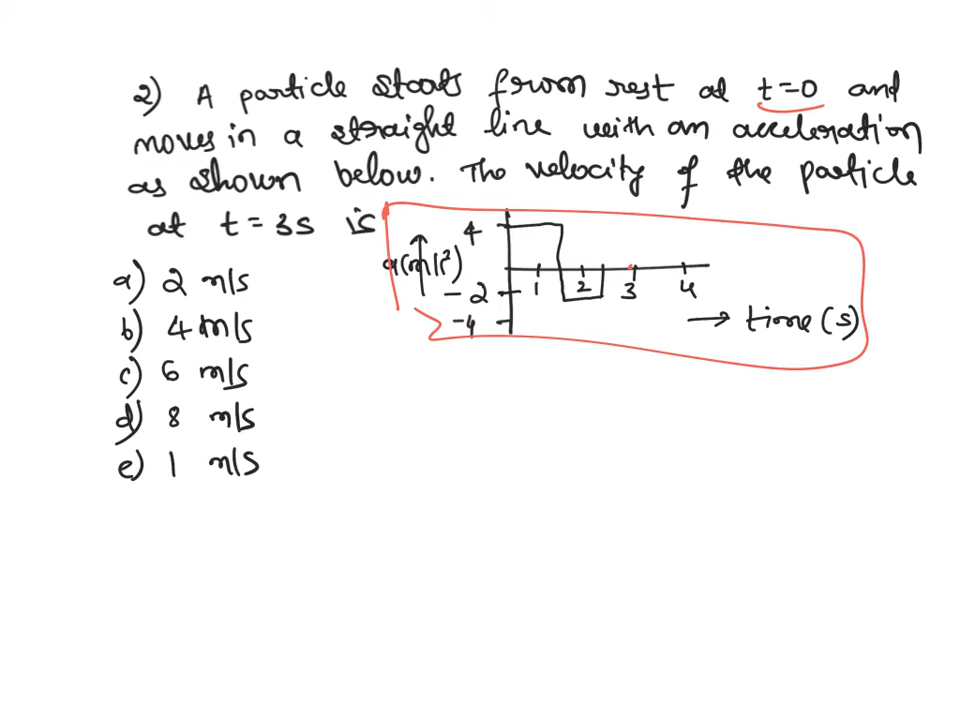 2) A particle starts from rest at t=0 and
moves in a straight line with an acceleration
as shown below. The velocity of the particle
at t = 3s is
4
a(m/s²)
-2
-4
1 2 3 4
→ time (s)
a) 2 m/s
b) 4 m/s
c) 6 m/s
d) 8 m/s
e) 1 m/s